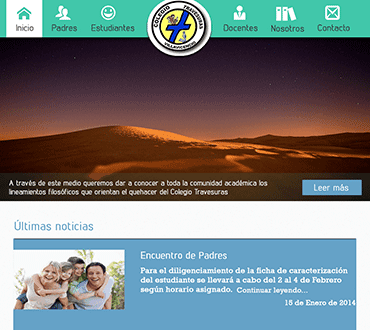 Inicio
Padres
Estudiantes
COLEGIO TRAVESURAS
VILLAVICENCIO
Docentes
Nosotros
Contacto
A través de este medio queremos dar a conocer a toda la comunidad académica los
lineamientos filosóficos que orientan el quehacer del Colegio Travesuras
Leer más
Últimas noticias
Encuentro de Padres
Para el diligenciamiento de la ficha de caracterización
del estudiante se llevará a cabo del 2 al 4 de Febrero
según horario asignado. Continuar leyendo...
18 de Enero de 2014